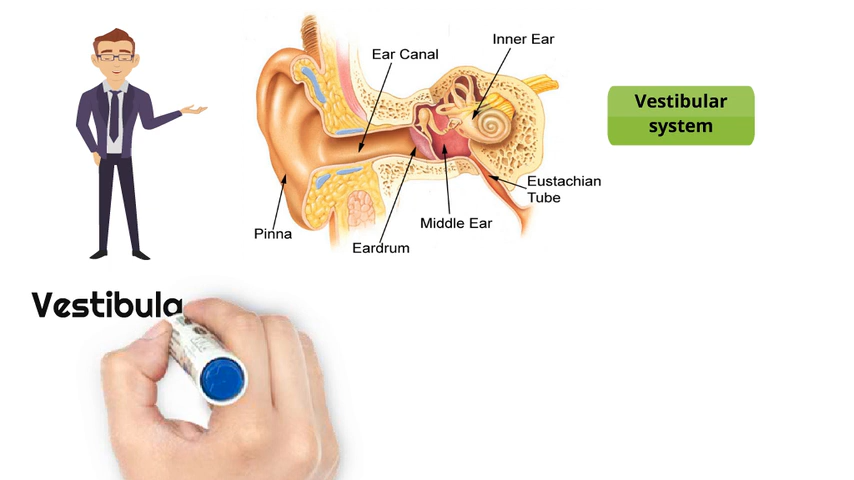 Inner Ear
Ear Canal
Vestibular
system
Eustachian
Tube
Middle Ear
Pinna
Eardrum
Vestibula